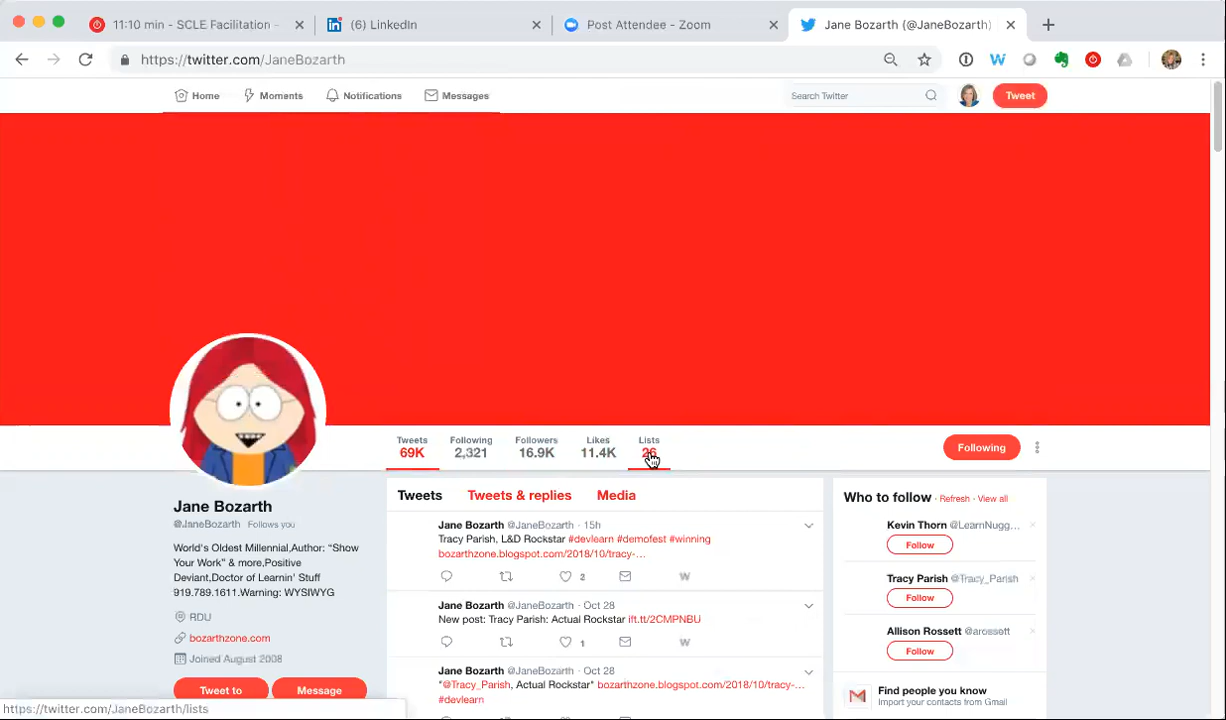 11:10 min - SCLE Facilitation -
(6) LinkedIn
Post Attendee - Zoom
Jane Bozarth (@JaneBozarth)
https://twitter.com/JaneBozarth
Home
Moments
Notifications
Messages
Search Twitter
Tweet
Tweets
69K
Following
2,321
Followers
16.9K
Likes
11.4K
Lists
26
Following
Jane Bozarth
@JaneBozarth Follows you
World's Oldest Millennial,Author: "Show
Your Work" & more,Positive
Deviant,Doctor of Learnin' Stuff
919.789.1611.Warning: WYSIWYG
RDU
bozarthzone.com
Joined August 2008
Tweet to
Message
Tweets
Tweets & replies
Media
Jane Bozarth @JaneBozarth · 15h
Tracy Parish, L&D Rockstar #devlearn #demofest #winning
bozarthzone.blogspot.com/2018/10/tracy-…
2
W
Jane Bozarth @JaneBozarth · Oct 28
New post: Tracy Parish: Actual Rockstar ift.tt/2CMPNBU
1
W
Jane Bozarth @JaneBozarth · Oct 28
"@Tracy_Parish, Actual Rockstar" bozarthzone.blogspot.com/2018/10/tracy-…
#devlearn
Who to follow · Refresh · View all
Kevin Thorn @LearnNugg…
Follow
Tracy Parish @Tracy_Parish
Follow
Allison Rossett @arossett
Follow
Find people you know
Import your contacts from Gmail
https://twitter.com/JaneBozarth/lists